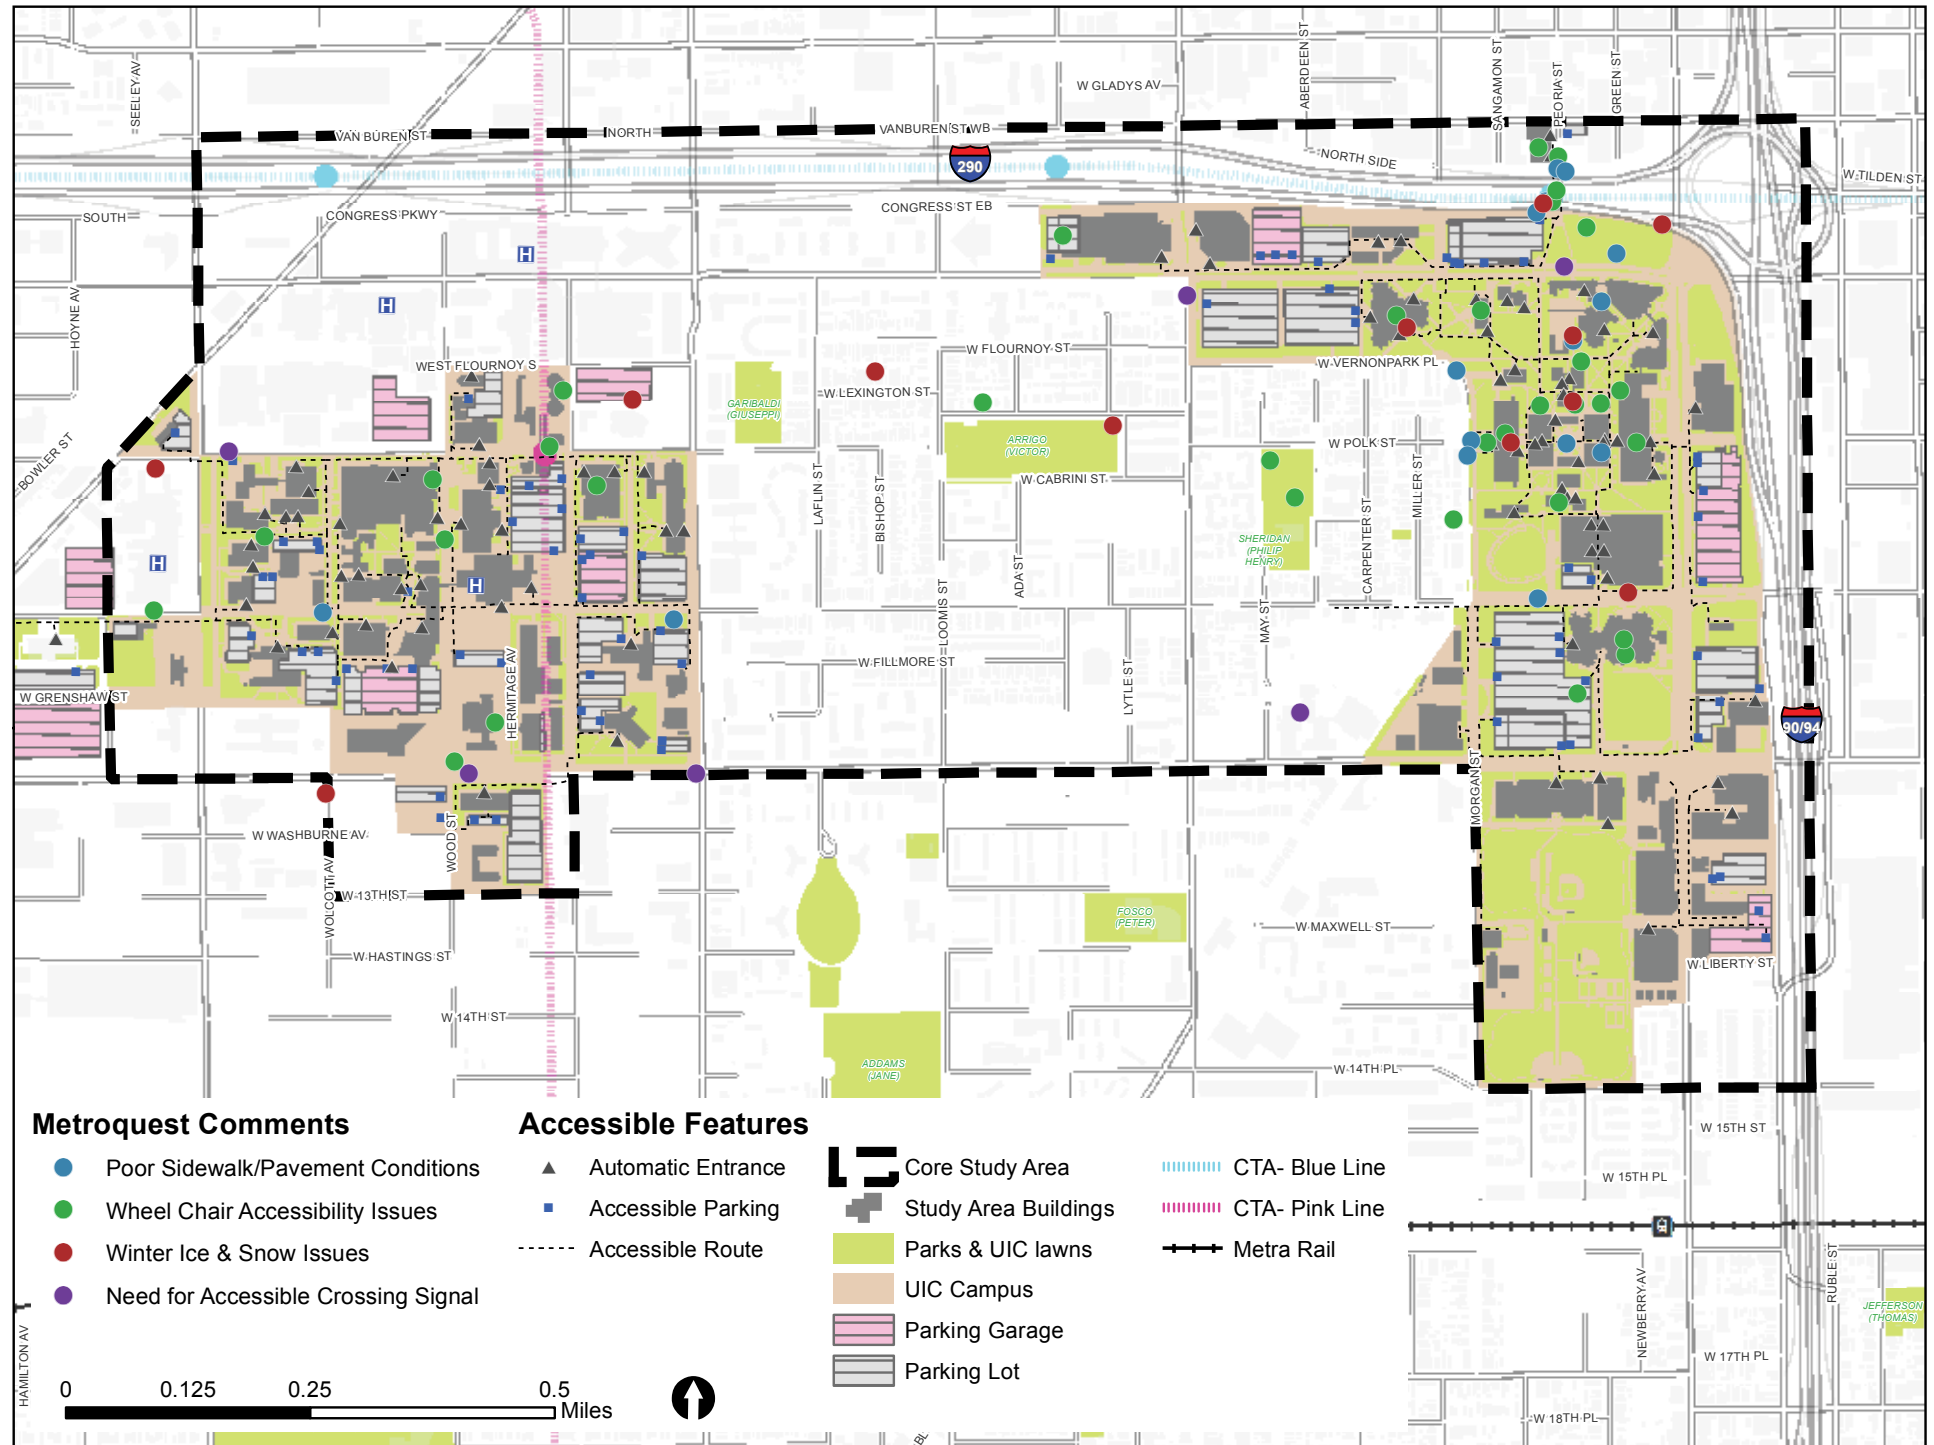 SEELEY AV
W GLADYS AV
ABERDEEN ST
SANGAMON ST
PEORIA ST
GREEN ST
VAN BUREN ST
NORTH
VANBUREN ST WB
290
NORTH SIDE
W TILDEN ST
SOUTH
CONGRESS PKWY
CONGRESS ST EB
H
H
HOYNE AV
WEST FLOURNOY S
W FLOURNOY ST
W VERNONPARK PL
W LEXINGTON ST
GARIBALDI
(GIUSEPPI)
ARRIGO
(VICTOR)
W POLK ST
BOWLER ST
W CABRINI ST
LAFLIN ST
BISHOP ST
MILLER ST
CARPENTER ST
SHERIDAN
(PHILIP
HENRY)
H
H
ADA ST
LOOMIS ST
MAY ST
W FILLMORE ST
LYTLE ST
W GRENSHAW ST
HERMITAGE AV
90/94
MORGAN ST
W WASHBURNE AV
WOOD ST
WOLCOTT AV
W 13TH ST
FOSCO
(PETER)
W MAXWELL ST
W HASTINGS ST
W LIBERTY ST
W 14TH ST
ADDAMS
(JANE)
W 14TH PL
W 15TH ST
W 15TH PL
RUBLE ST
NEWBERRY AV
JEFFERSON
(THOMAS)
W 17TH PL
W 18TH PL
HAMILTON AV
BL
Metroquest Comments
Poor Sidewalk/Pavement Conditions
Wheel Chair Accessibility Issues
Winter Ice & Snow Issues
Need for Accessible Crossing Signal
Accessible Features
Automatic Entrance
Accessible Parking
Accessible Route
Core Study Area
Study Area Buildings
Parks & UIC lawns
UIC Campus
Parking Garage
Parking Lot
CTA- Blue Line
CTA- Pink Line
Metra Rail
0 0.125 0.25 0.5
Miles